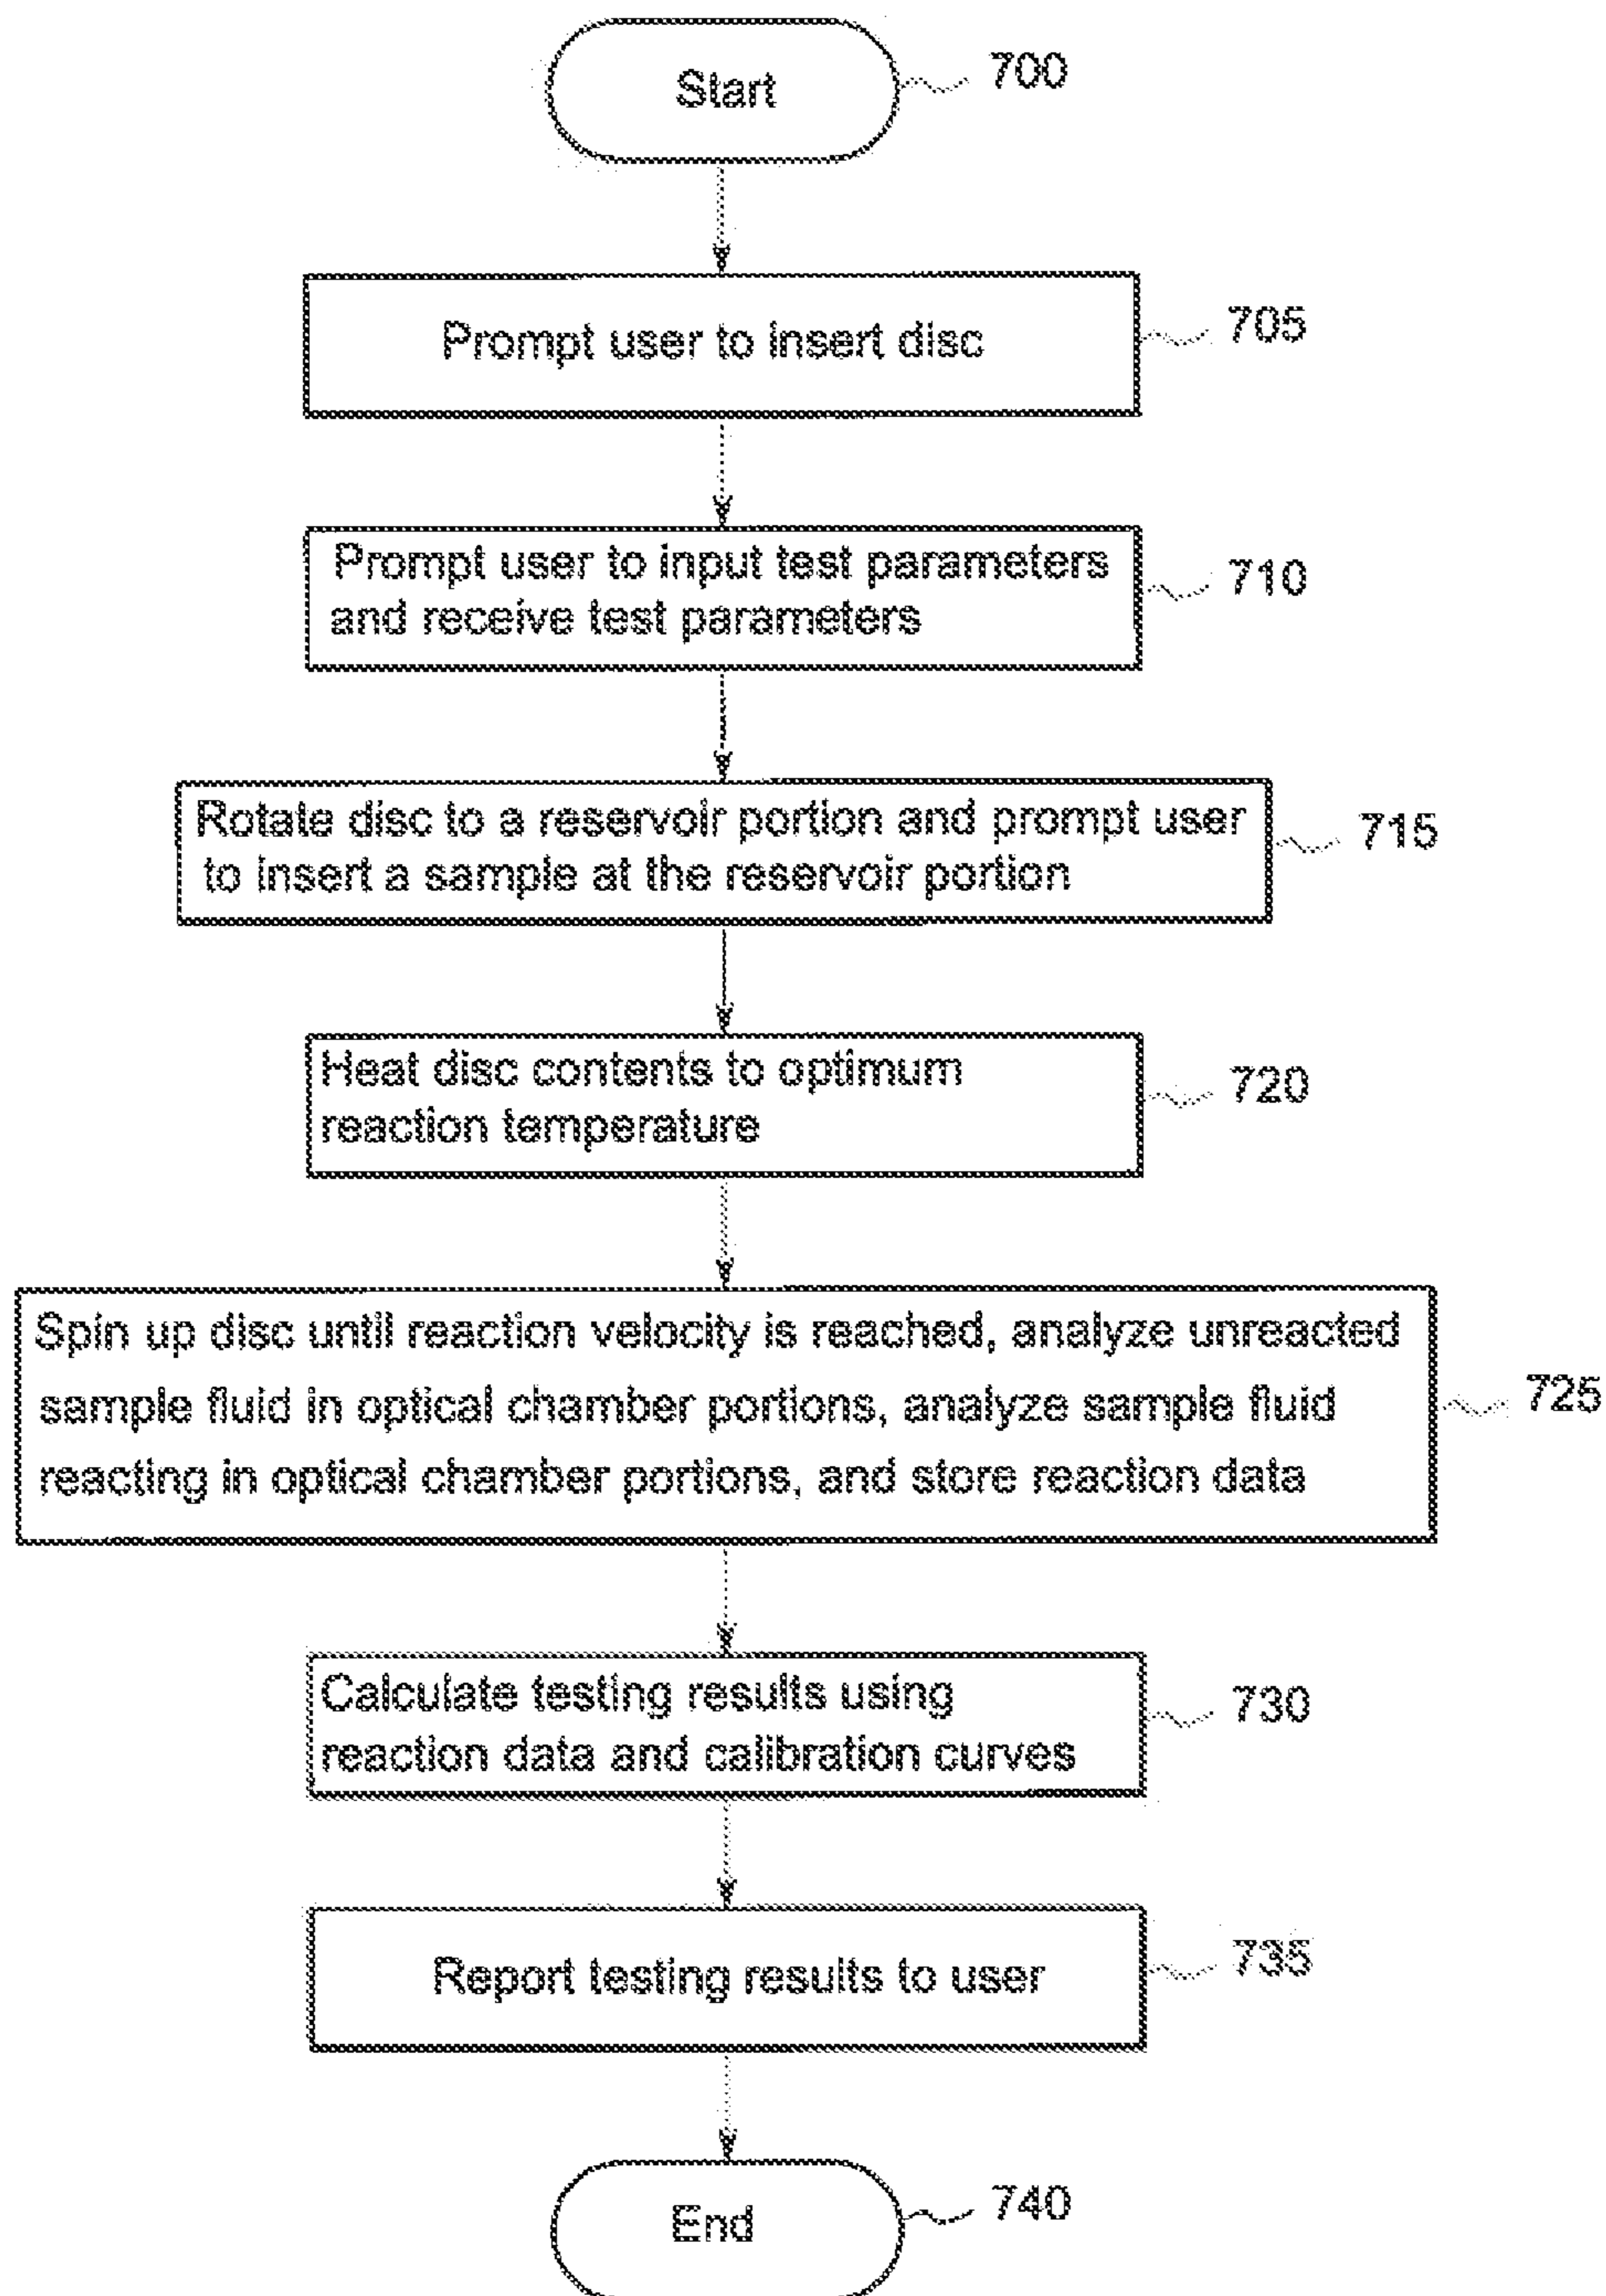 Start
700
Prompt user to insert disc
705
Prompt user to input test parameters
and receive test parameters
710
Rotate disc to a reservoir portion and prompt user
to insert a sample at the reservoir portion
715
Heat disc contents to optimum
reaction temperature
720
Spin up disc until reaction velocity is reached, analyze unreacted
sample fluid in optical chamber portions, analyze sample fluid
reacting in optical chamber portions, and store reaction data
725
Calculate testing results using
reaction data and calibration curves
730
Report testing results to user
735
End
740